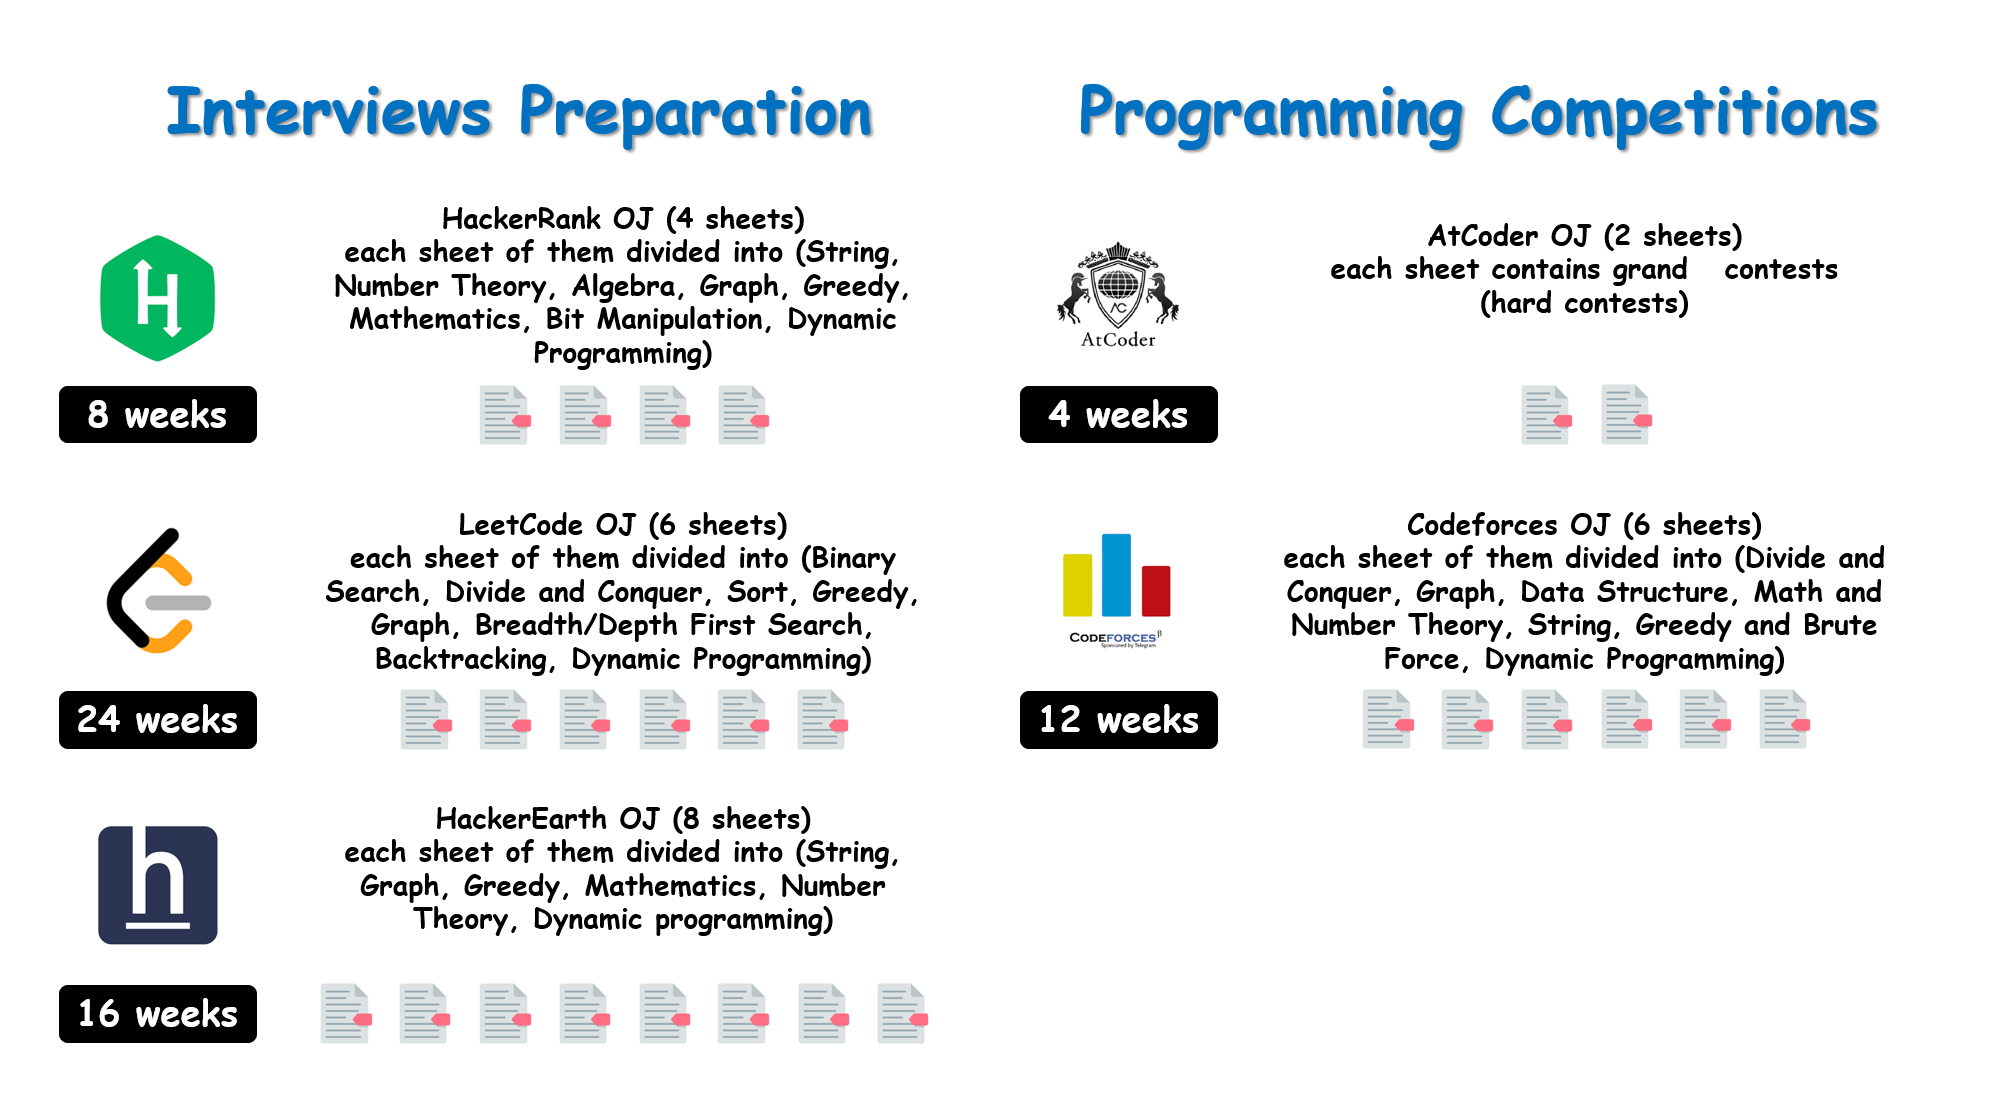 Interviews Preparation
HackerRank OJ (4 sheets)
each sheet of them divided into (String,
Number Theory, Algebra, Graph, Greedy,
Mathematics, Bit Manipulation, Dynamic
Programming)
H
8 weeks
LeetCode OJ (6 sheets)
each sheet of them divided into (Binary
Search, Divide and Conquer, Sort, Greedy,
Graph, Breadth/Depth First Search,
Backtracking, Dynamic Programming)
24 weeks
HackerEarth OJ (8 sheets)
each sheet of them divided into (String,
Graph, Greedy, Mathematics, Number
Theory, Dynamic programming)
h
16 weeks
Programming Competitions
AtCoder OJ (2 sheets)
each sheet contains grand contests
(hard contests)
AC
AtCoder
4 weeks
Codeforces OJ (6 sheets)
each sheet of them divided into (Divide and
Conquer, Graph, Data Structure, Math and
Number Theory, String, Greedy and Brute
Force, Dynamic Programming)
CODEFORCES β
Sponsored by Telegram
12 weeks